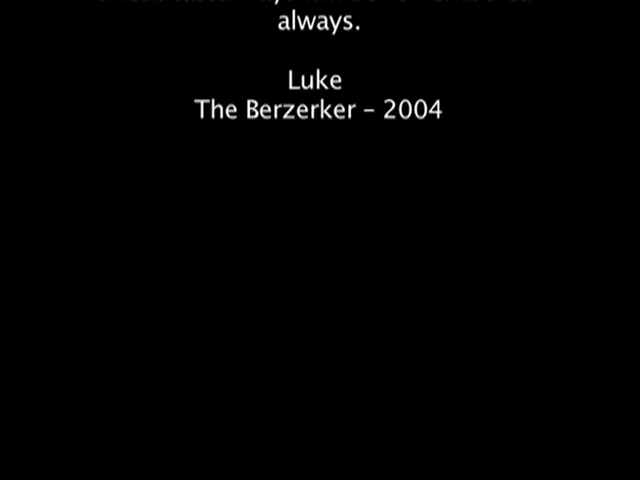 always.
Luke
The Berzerker – 2004